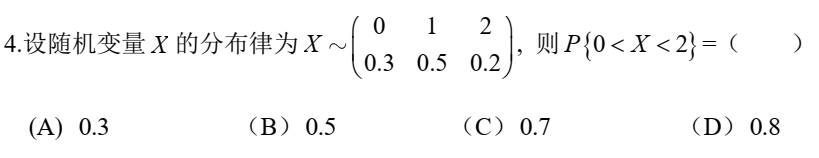 4.设随机变量 X 的分布律为 X ~ ( 0 1 2
0.3 0.5 0.2 ), 则 P{0 < X < 2} = （ ）
(A) 0.3 （B） 0.5 （C） 0.7 （D） 0.8